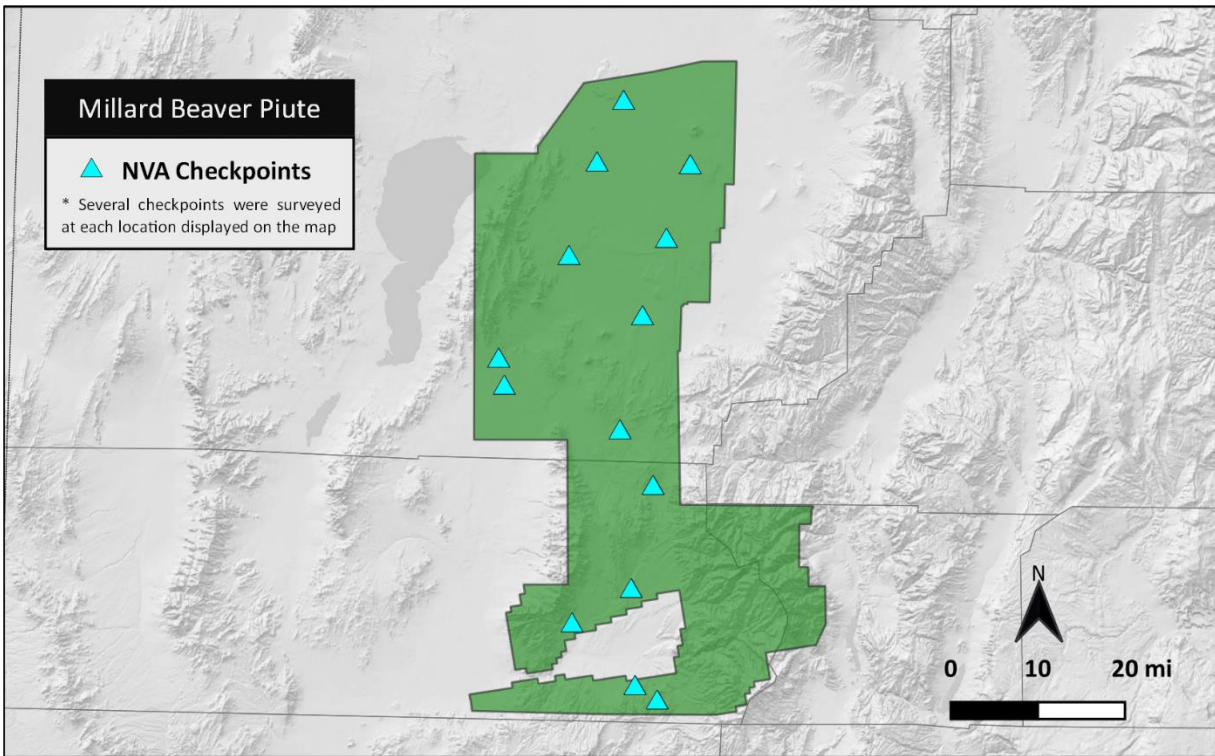 Millard Beaver Piute
NVA Checkpoints
* Several checkpoints were surveyed
at each location displayed on the map
N
0 10 20 mi